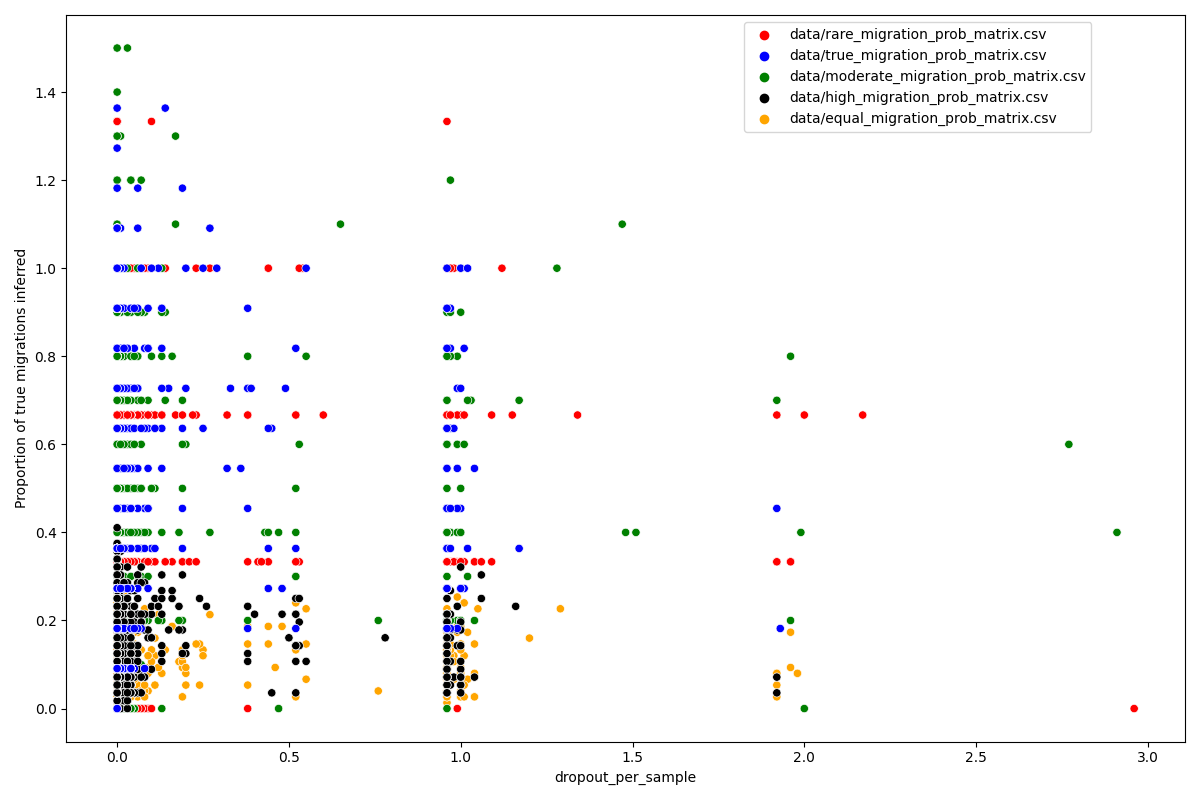 data/rare_migration_prob_matrix.csv
data/true_migration_prob_matrix.csv
data/moderate_migration_prob_matrix.csv
data/high_migration_prob_matrix.csv
data/equal_migration_prob_matrix.csv
Proportion of true migrations inferred
1.4
1.2
1.0
0.8
0.6
0.4
0.2
0.0
0.0 0.5 1.0 1.5 2.0 2.5 3.0
dropout_per_sample